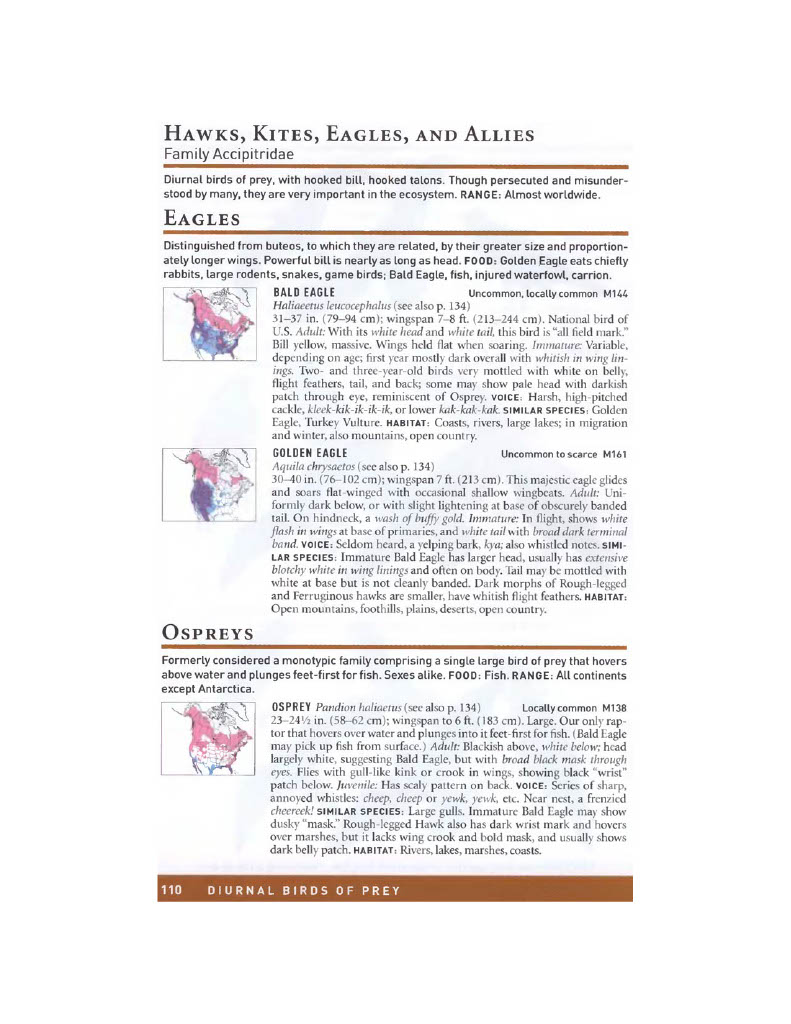 HAWKS, KITES, EAGLES, AND ALLIES
Family Accipitridae
Diurnal birds of prey, with hooked bill, hooked talons. Though persecuted and misunder-
stood by many, they are very important in the ecosystem. RANGE: Almost worldwide.
EAGLES
Distinguished from buteos, to which they are related, by their greater size and proportion-
ately longer wings. Powerful bill is nearly as long as head. FOOD: Golden Eagle eats chiefly
rabbits, large rodents, snakes, game birds; Bald Eagle, fish, injured waterfowl, carrion.
BALD EAGLE Uncommon, locally common M144
Haliaeetus leucocephalus (see also p. 134)
31–37 in. (79–94 cm); wingspan 7–8 ft. (213–244 cm). National bird of
U.S. Adult: With its white head and white tail, this bird is "all field mark."
Bill yellow, massive. Wings held flat when soaring. Immature: Variable,
depending on age; first year mostly dark overall with whitish in wing lin-
ings. Two- and three-year-old birds very mottled with white on belly,
flight feathers, tail, and back; some may show pale head with darkish
patch through eye, reminiscent of Osprey. VOICE: Harsh, high-pitched
cackle, kleek-kik-ik-ik-ik, or lower kak-kak-kak. SIMILAR SPECIES: Golden
Eagle, Turkey Vulture. HABITAT: Coasts, rivers, large lakes; in migration
and winter, also mountains, open country.
GOLDEN EAGLE Uncommon to scarce M161
Aquila chrysaetos (see also p. 134)
30–40 in. (76–102 cm); wingspan 7 ft. (213 cm). This majestic eagle glides
and soars flat-winged with occasional shallow wingbeats. Adult: Uni-
formly dark below, or with slight lightening at base of obscurely banded
tail. On hindneck, a wash of buffy gold. Immature: In flight, shows white
flash in wings at base of primaries, and white tail with broad dark terminal
band. VOICE: Seldom heard, a yelping bark, kya; also whistled notes. SIMI-
LAR SPECIES: Immature Bald Eagle has larger head, usually has extensive
blotchy white in wing linings and often on body. Tail may be mottled with
white at base but is not cleanly banded. Dark morphs of Rough-legged
and Ferruginous hawks are smaller, have whitish flight feathers. HABITAT:
Open mountains, foothills, plains, deserts, open country.
OSPREYS
Formerly considered a monotypic family comprising a single large bird of prey that hovers
above water and plunges feet-first for fish. Sexes alike. FOOD: Fish. RANGE: All continents
except Antarctica.
OSPREY Pandion haliaetus (see also p. 134) Locally common M138
23–24½ in. (58–62 cm); wingspan to 6 ft. (183 cm). Large. Our only rap-
tor that hovers over water and plunges into it feet-first for fish. (Bald Eagle
may pick up fish from surface.) Adult: Blackish above, white below; head
largely white, suggesting Bald Eagle, but with broad black mask through
eyes. Flies with gull-like kink or crook in wings, showing black "wrist"
patch below. Juvenile: Has scaly pattern on back. VOICE: Series of sharp,
annoyed whistles: cheep, cheep or yewk, yewk, etc. Near nest, a frenzied
cheereek! SIMILAR SPECIES: Large gulls. Immature Bald Eagle may show
dusky "mask." Rough-legged Hawk also has dark wrist mark and hovers
over marshes, but it lacks wing crook and bold mask, and usually shows
dark belly patch. HABITAT: Rivers, lakes, marshes, coasts.
110 DIURNAL BIRDS OF PREY